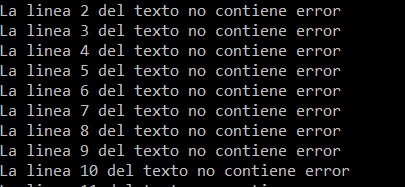 La linea 2 del texto no contiene error
La linea 3 del texto no contiene error
La linea 4 del texto no contiene error
La linea 5 del texto no contiene error
La linea 6 del texto no contiene error
La linea 7 del texto no contiene error
La linea 8 del texto no contiene error
La linea 9 del texto no contiene error
La linea 10 del texto no contiene error